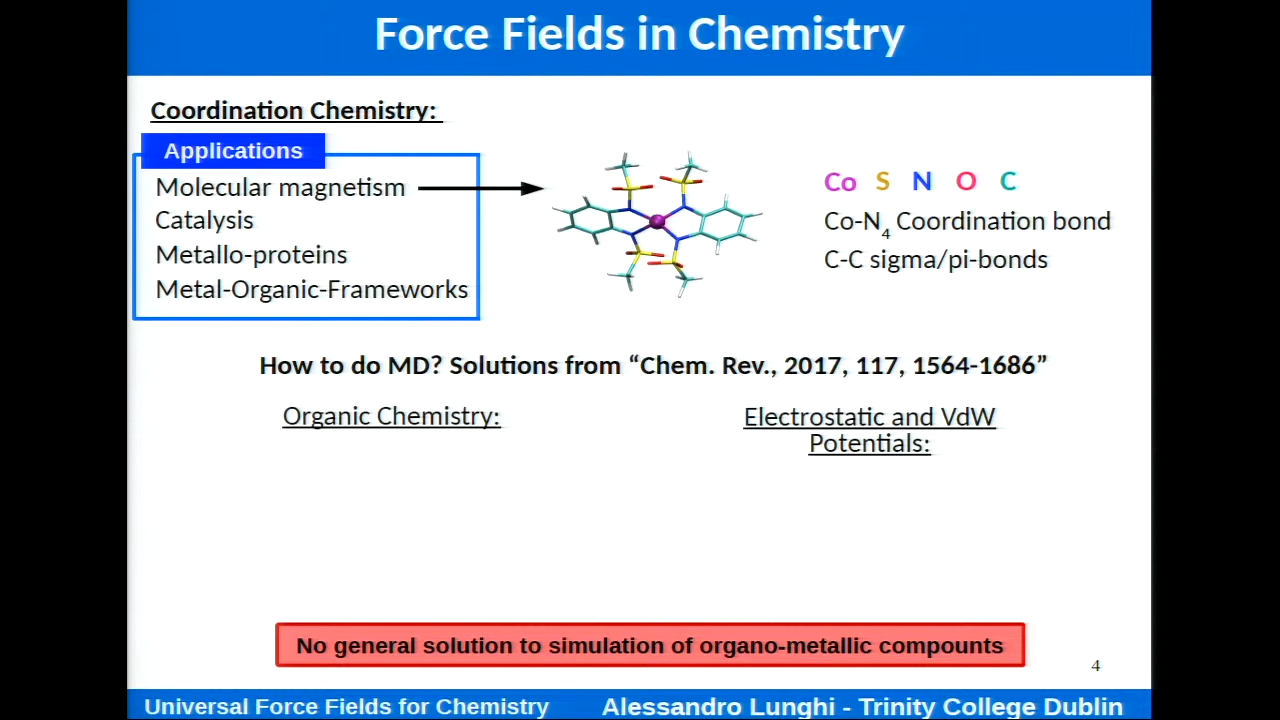 Force Fields in Chemistry
Coordination Chemistry:
Applications
Molecular magnetism
Catalysis
Metallo-proteins
Metal-Organic-Frameworks
Co S N O C
Co-N4 Coordination bond
C-C sigma/pi-bonds
How to do MD? Solutions from “Chem. Rev., 2017, 117, 1564-1686”
Organic Chemistry:
Electrostatic and VdW
Potentials:
No general solution to simulation of organo-metallic compounds
4
Universal Force Fields for Chemistry
Alessandro Lunghi - Trinity College Dublin